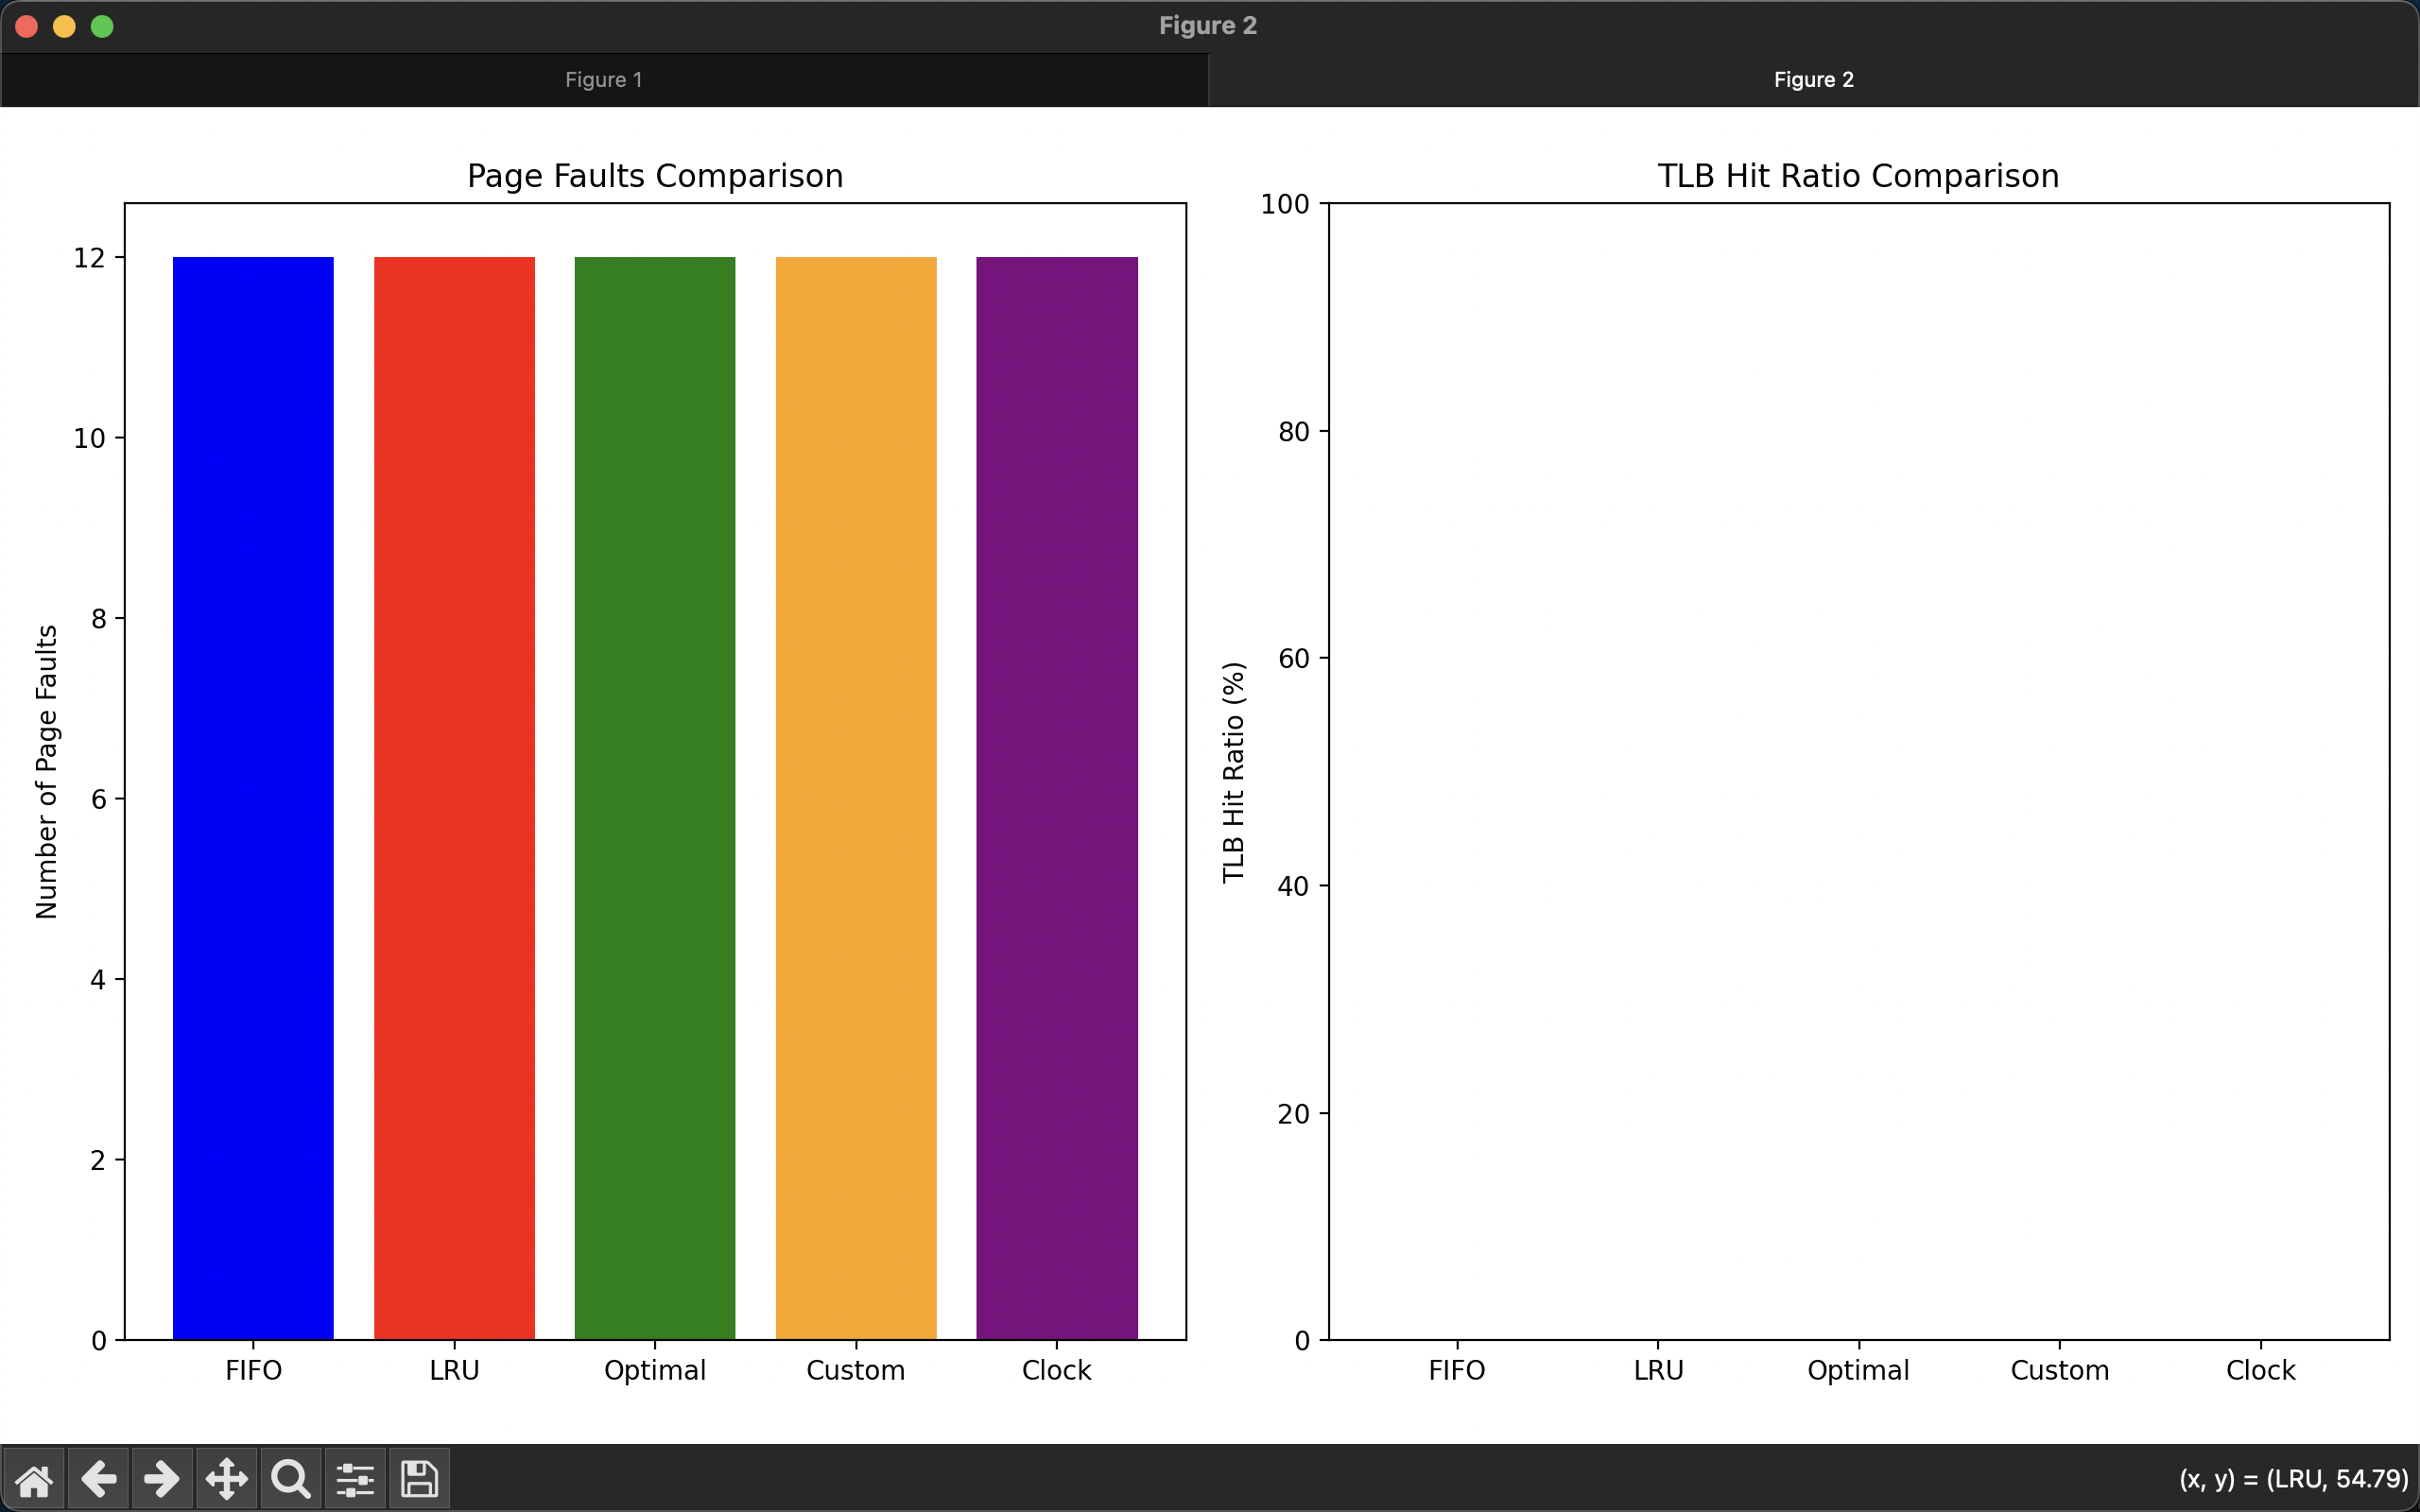 Figure 2
Figure 1
Figure 2
Page Faults Comparison
Number of Page Faults
12
10
8
6
4
2
0
FIFO LRU Optimal Custom Clock
TLB Hit Ratio Comparison
TLB Hit Ratio (%)
100
80
60
40
20
0
FIFO LRU Optimal Custom Clock
(x, y) = (LRU, 54.79)